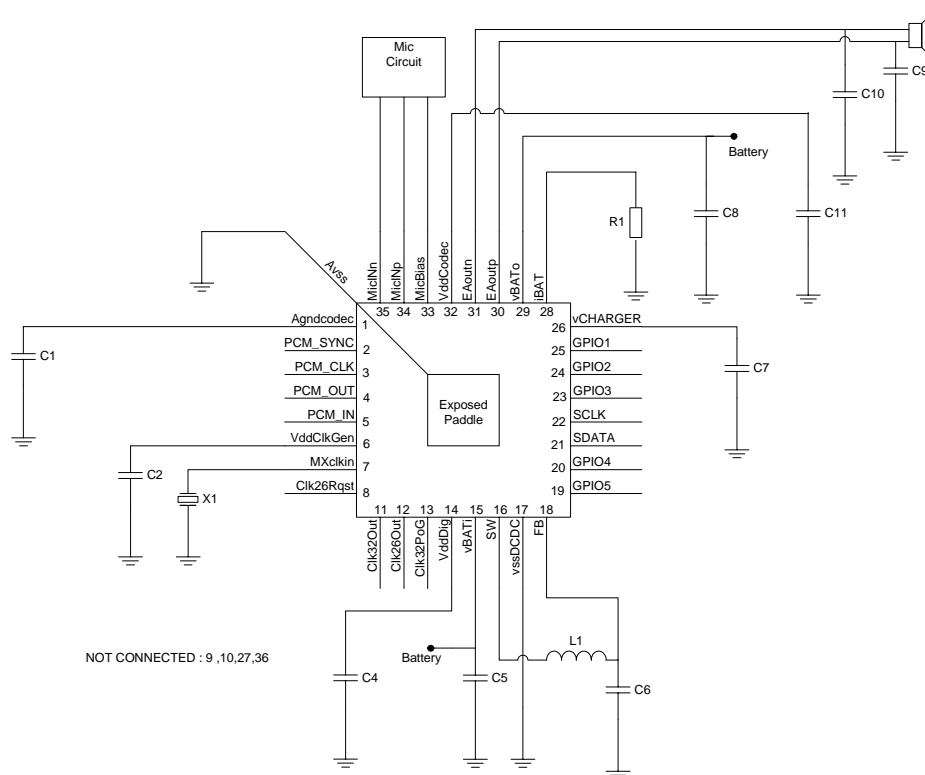 Mic
Circuit
C9
C10
Battery
R1
C8
C11
Avss
MicINn
MicINp
MicBias
VddCodec
EAoutn
EAoutp
vBATo
iBAT
35
34
33
32
31
30
29
28
Agndcodec
1
PCM_SYNC
2
PCM_CLK
3
PCM_OUT
4
PCM_IN
5
VddClkGen
6
MXclkin
7
Clk26Rqst
8
C1
C2
X1
Exposed
Paddle
26
vCHARGER
25
GPIO1
24
GPIO2
23
GPIO3
22
SCLK
21
SDATA
20
GPIO4
19
GPIO5
C7
11
12
13
14
15
16
17
18
Clk32Out
Clk26Out
Clk32PoG
VddDig
vBATi
SW
vssDCDC
FB
NOT CONNECTED : 9 ,10,27,36
Battery
L1
C4
C5
C6